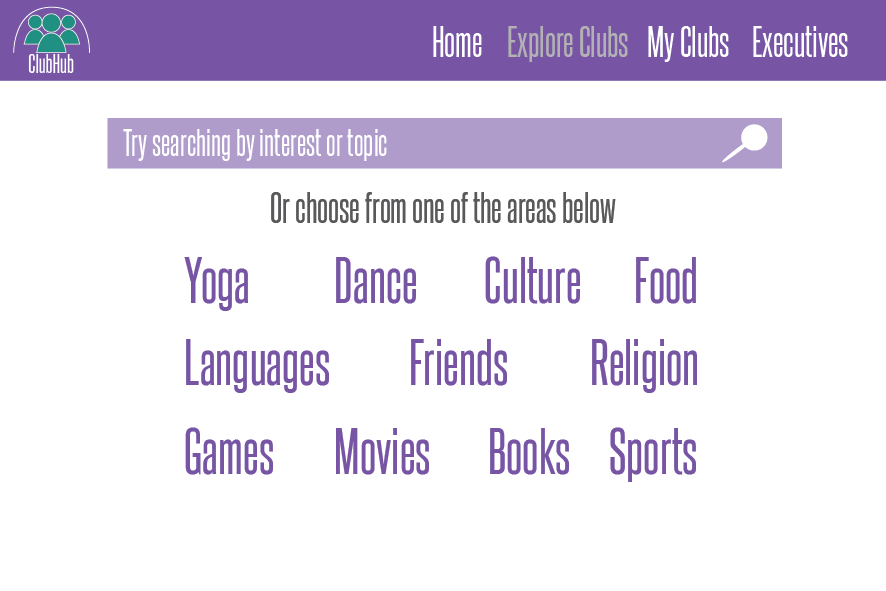 ClubHub
Home Explore Clubs My Clubs Executives
Try searching by interest or topic
Or choose from one of the areas below
Yoga Dance Culture Food
Languages Friends Religion
Games Movies Books Sports